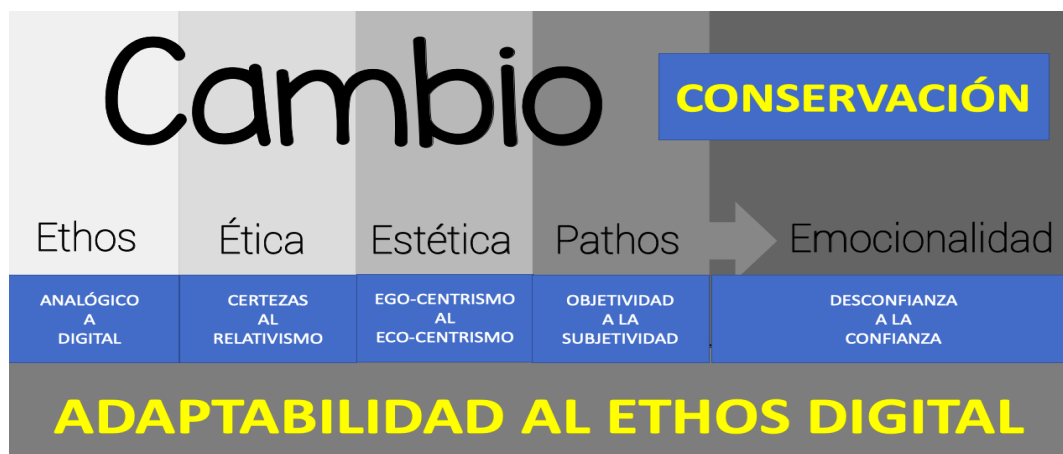 Cambio
CONSERVACIÓN
Ethos
Ética
Estética
Pathos
Emocionalidad
ANALÓGICO
A
DIGITAL
CERTEZAS
AL
RELATIVISMO
EGO-CENTRISMO
AL
ECO-CENTRISMO
OBJETIVIDAD
A LA
SUBJETIVIDAD
DESCONFIANZA
A LA
CONFIANZA
ADAPTABILIDAD AL ETHOS DIGITAL